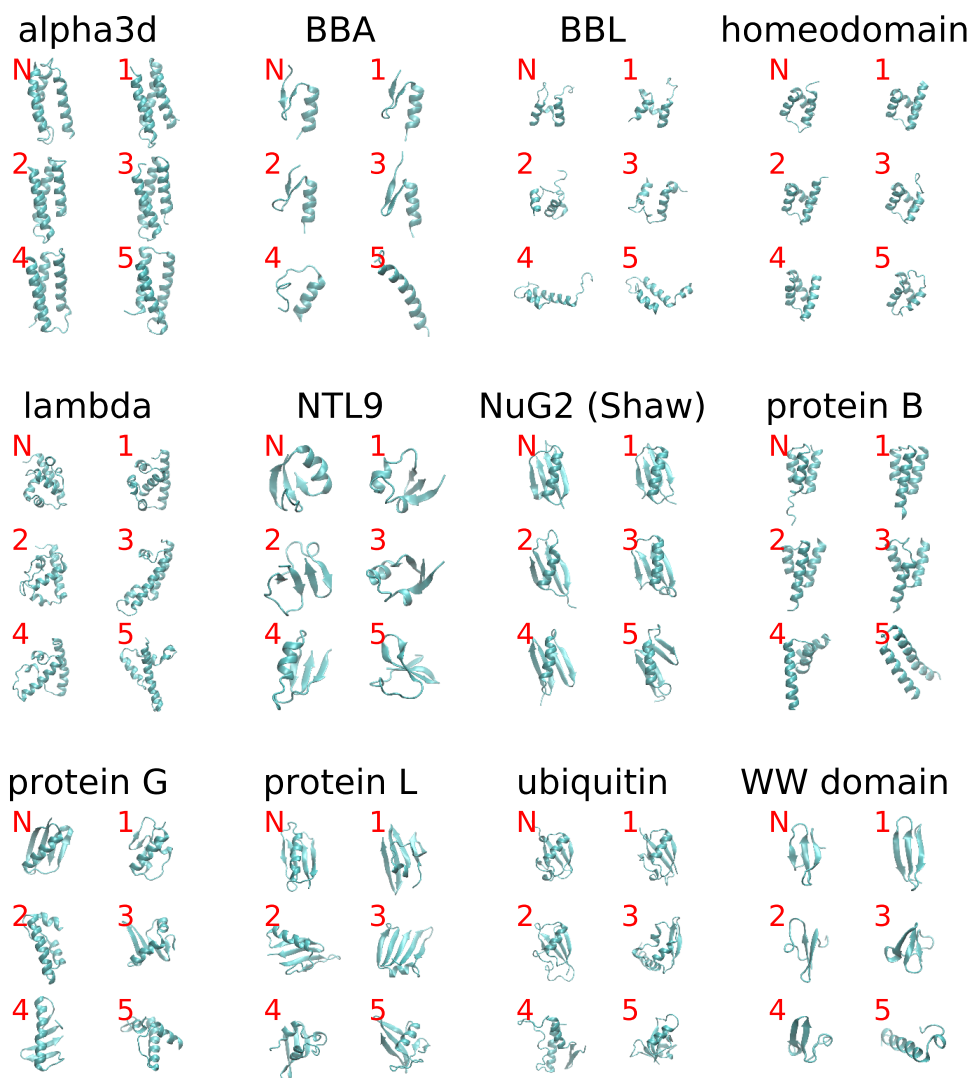 alpha3d BBA BBL homeodomain
N 1 N 1 N 1 N 1
2 3 2 3 2 3 2 3
4 5 4 5 4 5 4 5
lambda NTL9 NuG2 (Shaw) protein B
N 1 N 1 N 1 N 1
2 3 2 3 2 3 2 3
4 5 4 5 4 5 4 5
protein G protein L ubiquitin WW domain
N 1 N 1 N 1 N 1
2 3 2 3 2 3 2 3
4 5 4 5 4 5 4 5